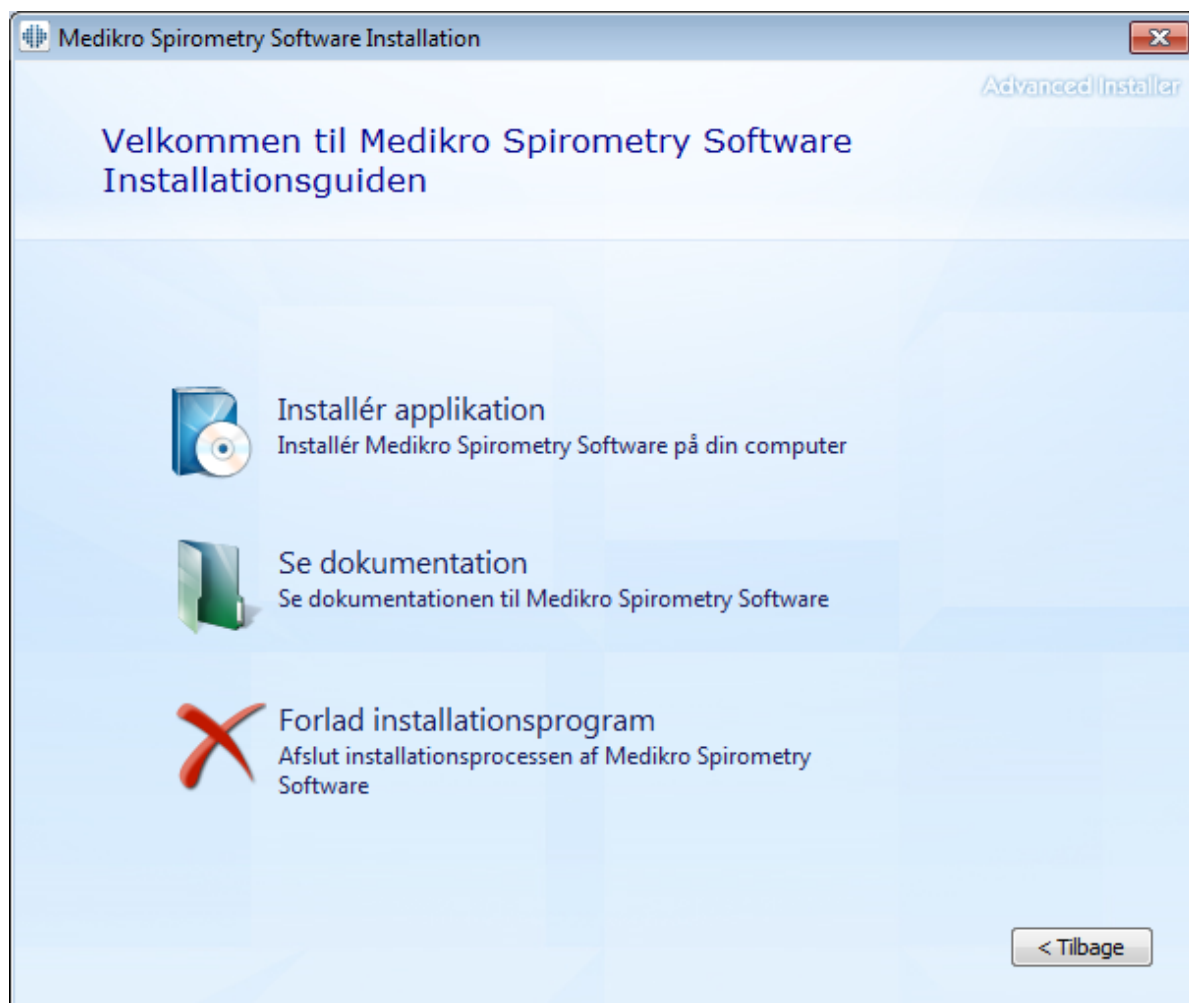 Medikro Spirometry Software Installation
Advanced Installer
Velkommen til Medikro Spirometry Software
Installationsguiden
Installér applikation
Installér Medikro Spirometry Software på din computer
Se dokumentation
Se dokumentationen til Medikro Spirometry Software
Forlad installationsprogram
Afslut installationsprocessen af Medikro Spirometry
Software
< Tilbage